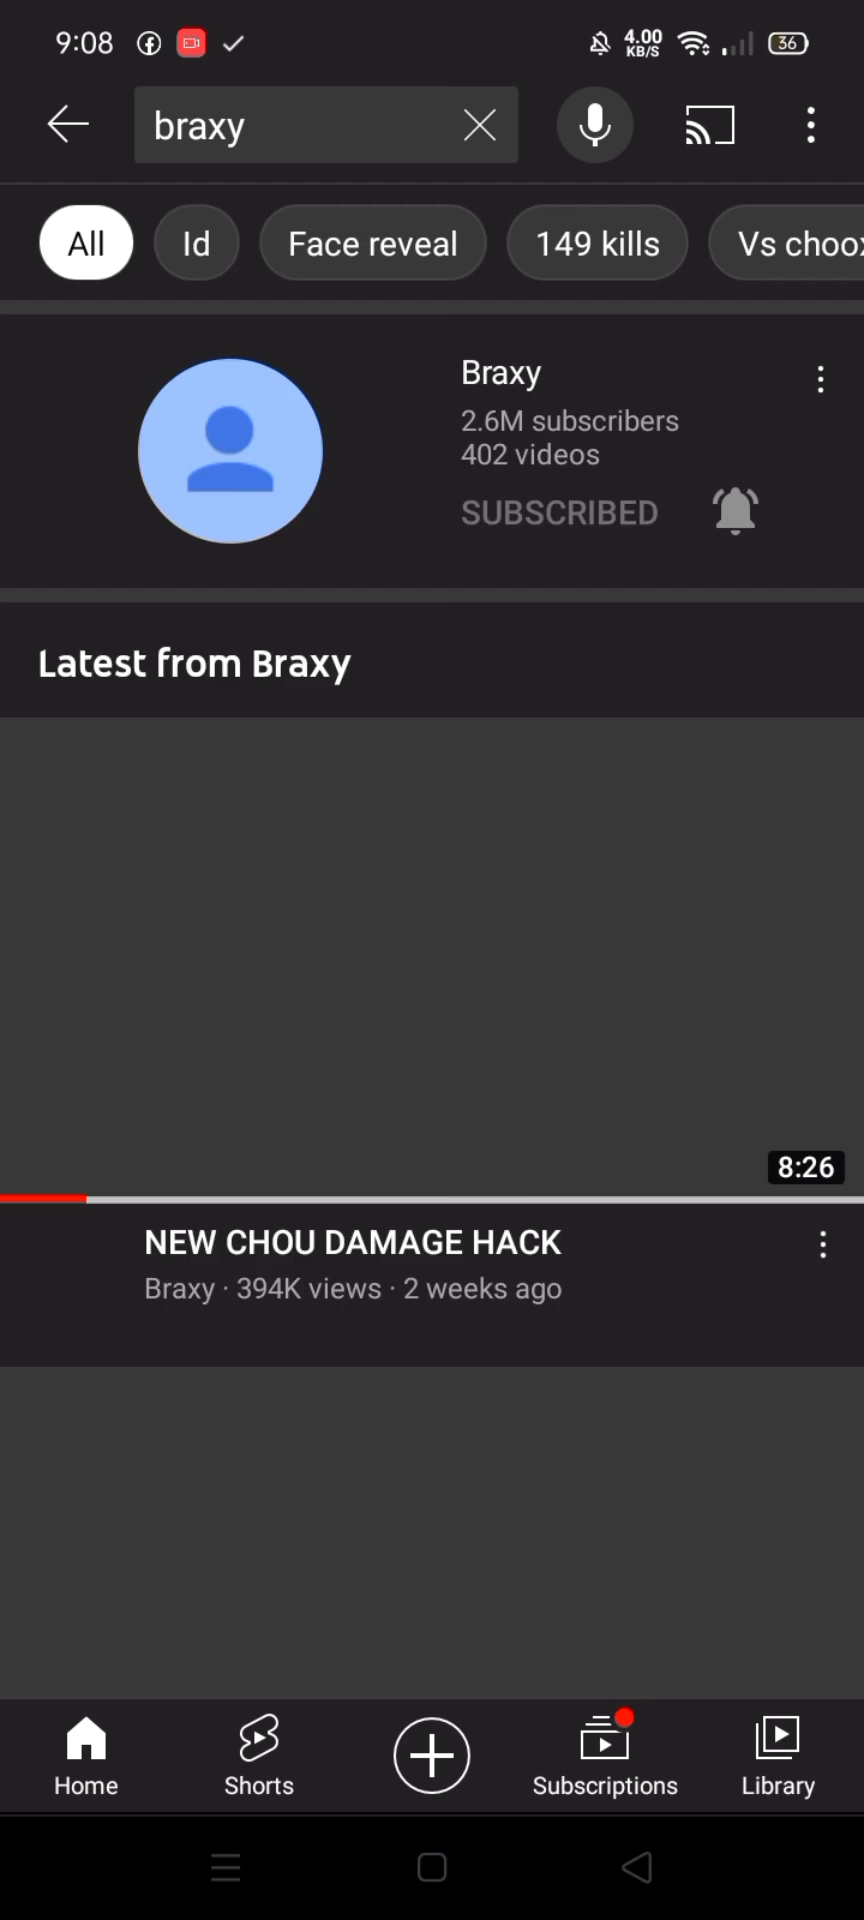 9:08
4.00
KB/S
36
braxy
All
Id
Face reveal
149 kills
Vs choox
Braxy
2.6M subscribers
402 videos
SUBSCRIBED
Latest from Braxy
8:26
NEW CHOU DAMAGE HACK
Braxy · 394K views · 2 weeks ago
Home
Shorts
Subscriptions
Library